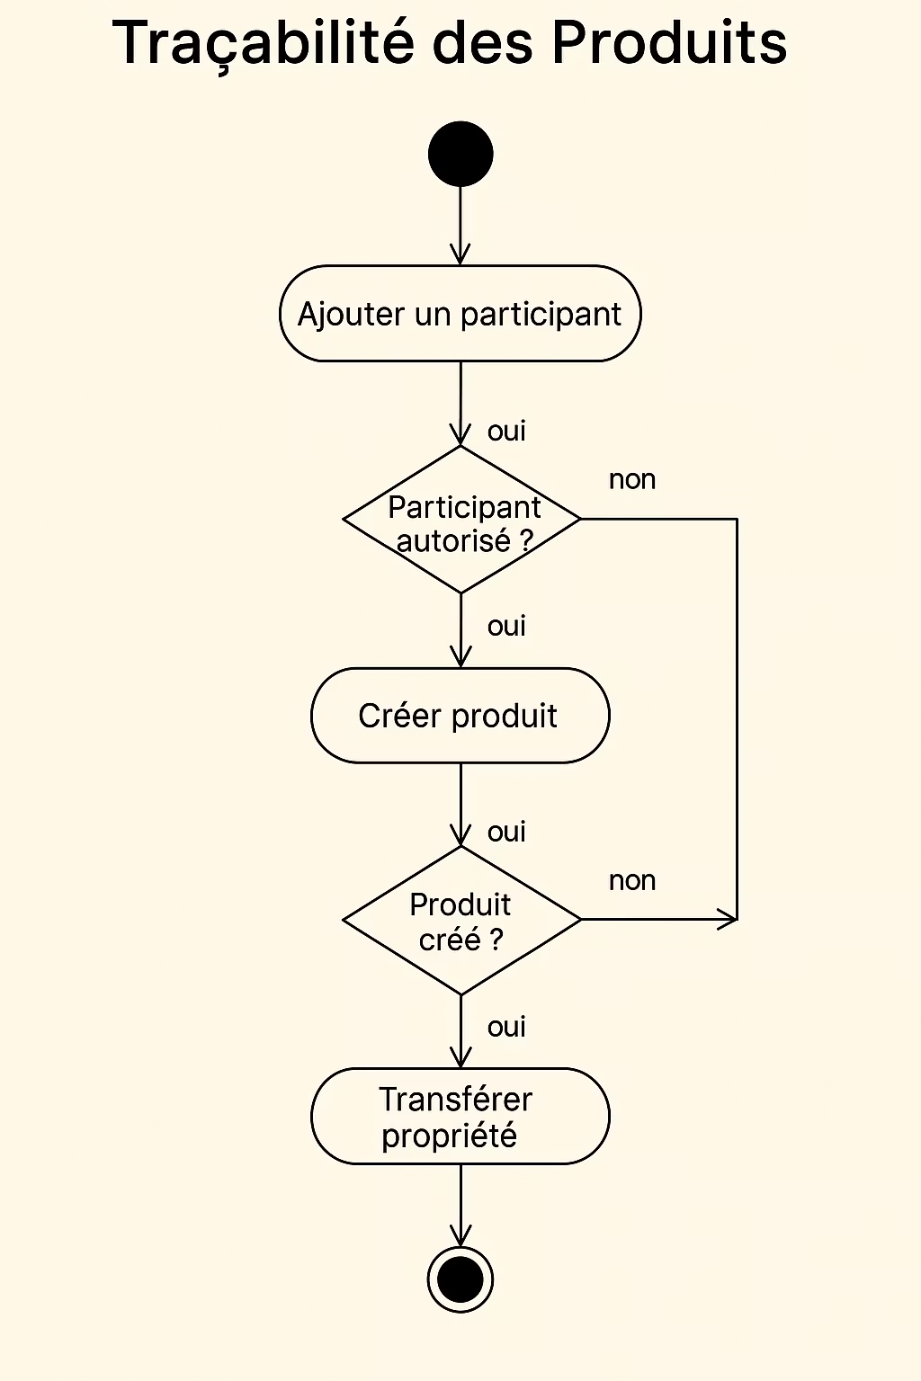 Traçabilité des Produits
Ajouter un participant
oui
non
Participant
autorisé ?
oui
Créer produit
oui
non
Produit
créé ?
oui
Transférer
propriété